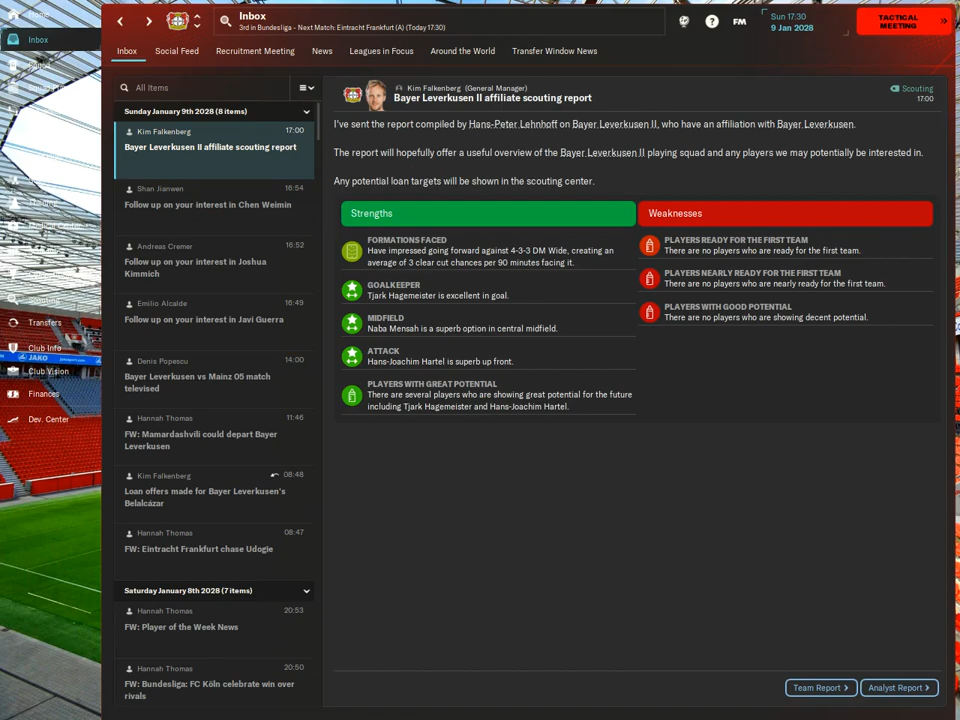 Home
Inbox
3rd in Bundesliga - Next Match: Eintracht Frankfurt (A) (Today 17:30)
?
FM
Sun 17:30
9 Jan 2028
TACTICAL
MEETING
Inbox
Inbox
Social Feed
Recruitment Meeting
News
Leagues in Focus
Around the World
Transfer Window News
All Items
Sunday January 9th 2028 (8 items)
Kim Falkenberg
17:00
Bayer Leverkusen II affiliate scouting report
Shan Jianwen
16:54
Follow up on your interest in Chen Weimin
Andreas Cremer
16:52
Follow up on your interest in Joshua
Kimmich
Emilio Alcalde
16:49
Follow up on your interest in Javi Guerra
Denis Popescu
14:00
Bayer Leverkusen vs Mainz 05 match
televised
Hannah Thomas
11:46
FW: Mamardashvili could depart Bayer
Leverkusen
Kim Falkenberg
08:48
Loan offers made for Bayer Leverkusen's
Belalcázar
Hannah Thomas
08:47
FW: Eintracht Frankfurt chase Udogie
Saturday January 8th 2028 (7 items)
Hannah Thomas
20:53
FW: Player of the Week News
Hannah Thomas
20:50
FW: Bundesliga: FC Köln celebrate win over
rivals
Kim Falkenberg (General Manager)
Bayer Leverkusen II affiliate scouting report
Scouting
17:00
I've sent the report compiled by Hans-Peter Lehnhoff on Bayer Leverkusen II, who have an affiliation with Bayer Leverkusen.
The report will hopefully offer a useful overview of the Bayer Leverkusen II playing squad and any players we may potentially be interested in.
Any potential loan targets will be shown in the scouting center.
Strengths
FORMATIONS FACED
Have impressed going forward against 4-3-3 DM Wide, creating an
average of 3 clear cut chances per 90 minutes facing it.
GOALKEEPER
Tjark Hagemeister is excellent in goal.
MIDFIELD
Naba Mensah is a superb option in central midfield.
ATTACK
Hans-Joachim Hartel is superb up front.
PLAYERS WITH GREAT POTENTIAL
There are several players who are showing great potential for the future
including Tjark Hagemeister and Hans-Joachim Hartel.
Weaknesses
PLAYERS READY FOR THE FIRST TEAM
There are no players who are ready for the first team.
PLAYERS NEARLY READY FOR THE FIRST TEAM
There are no players who are nearly ready for the first team.
PLAYERS WITH GOOD POTENTIAL
There are no players who are showing decent potential.
Team Report
Analyst Report
Transfers
Club Info
JAKO
Club Vision
Finances
Dev. Center